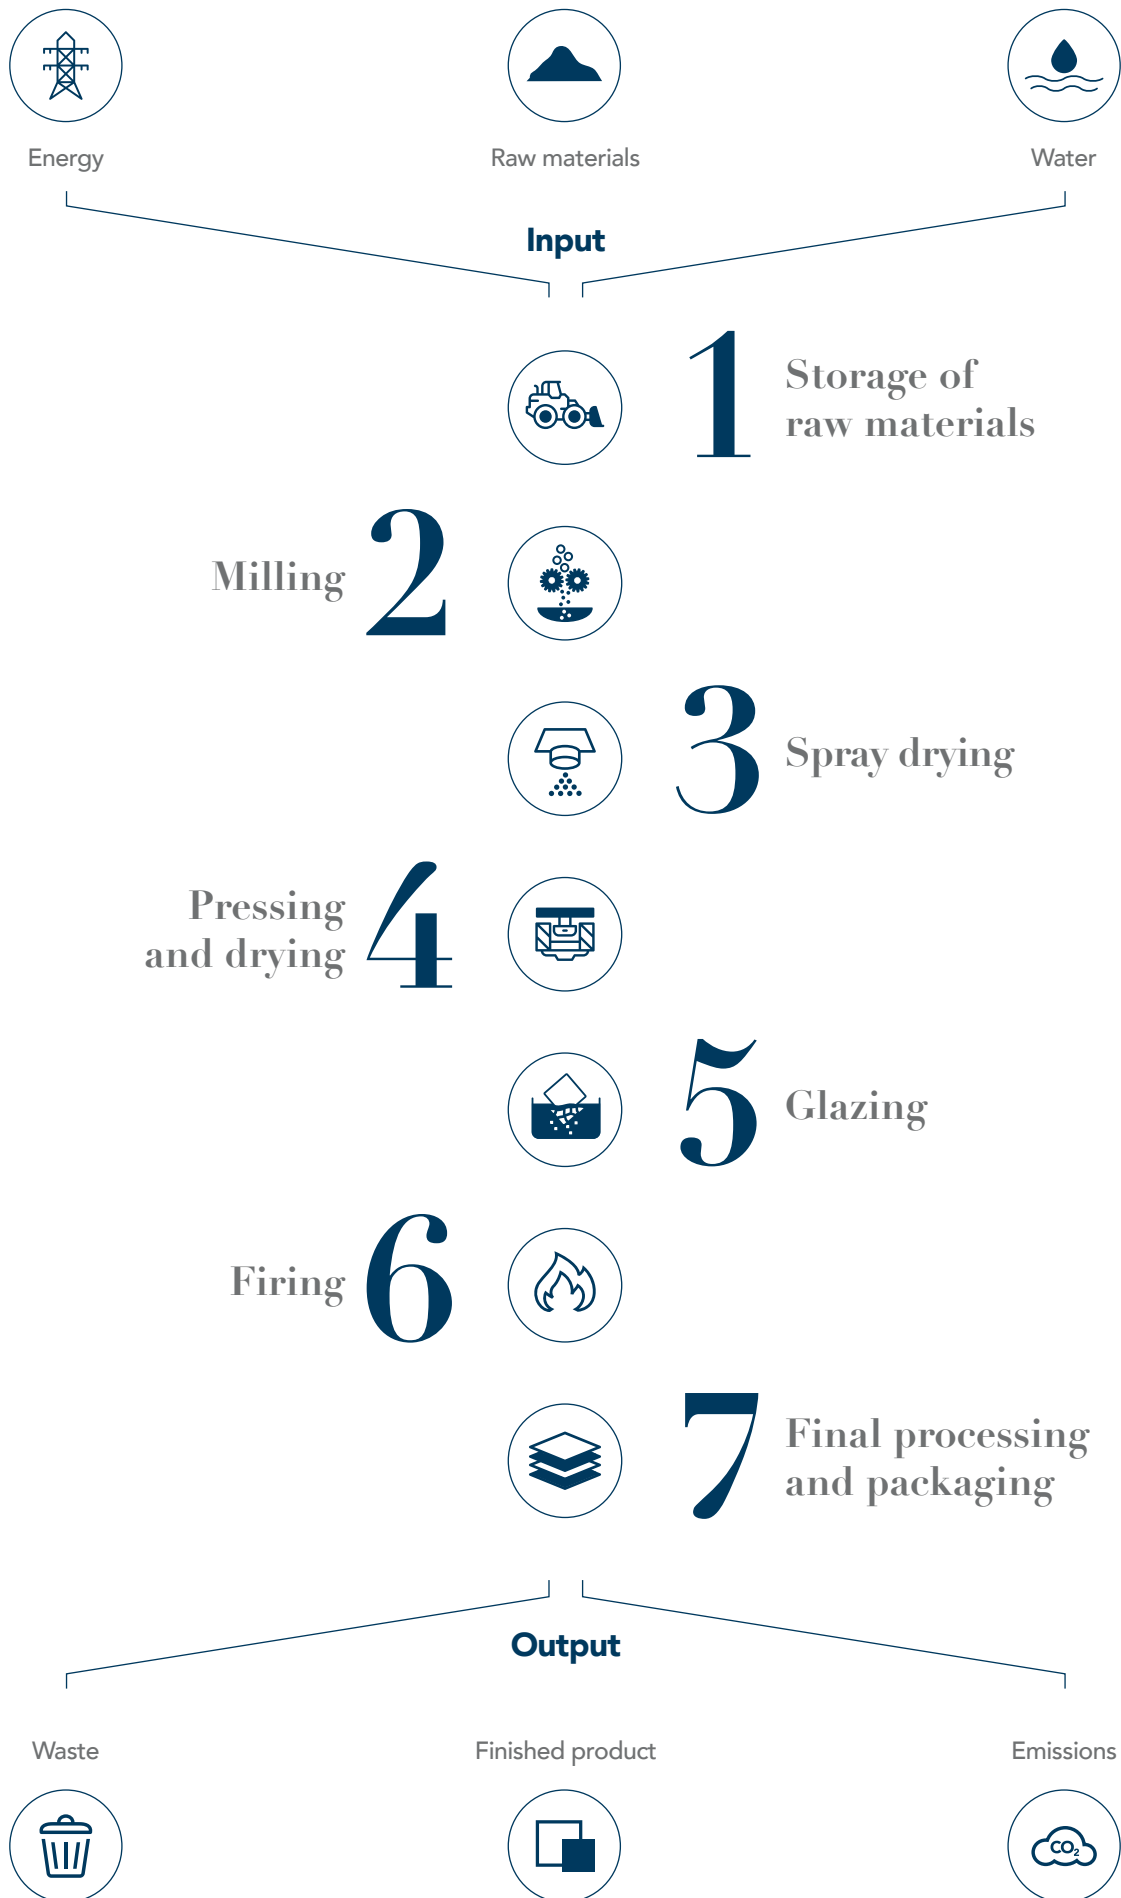 Energy
Raw materials
Water
Input
1
Storage of
raw materials
Milling
2
3
Spray drying
Pressing
and drying
4
5
Glazing
Firing
6
7
Final processing
and packaging
Output
Waste
Finished product
Emissions
CO₂